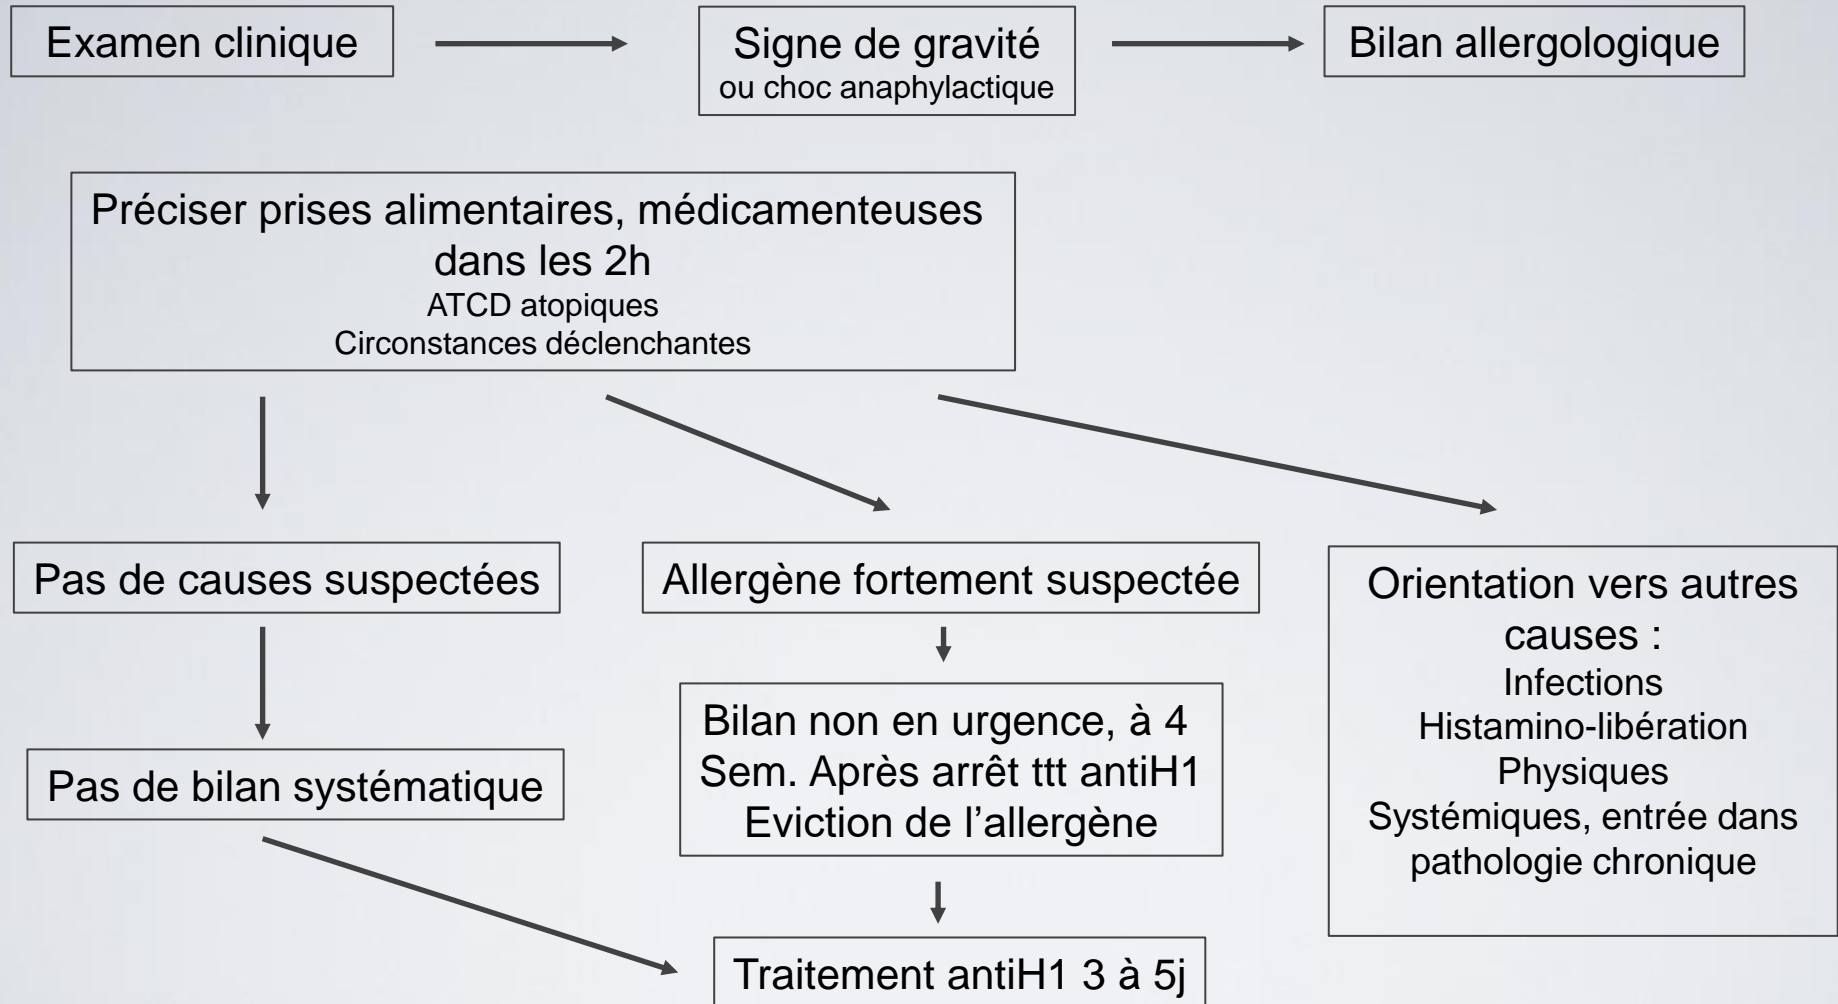 Examen clinique
Signe de gravité
ou choc anaphylactique
Bilan allergologique
Préciser prises alimentaires, médicamenteuses
dans les 2h
ATCD atopiques
Circonstances déclenchantes
Pas de causes suspectées
Allergène fortement suspectée
Orientation vers autres
causes :
Infections
Histamino-libération
Physiques
Systémiques, entrée dans
pathologie chronique
Pas de bilan systématique
Bilan non en urgence, à 4
Sem. Après arrêt ttt antiH1
Eviction de l’allergène
Traitement antiH1 3 à 5j